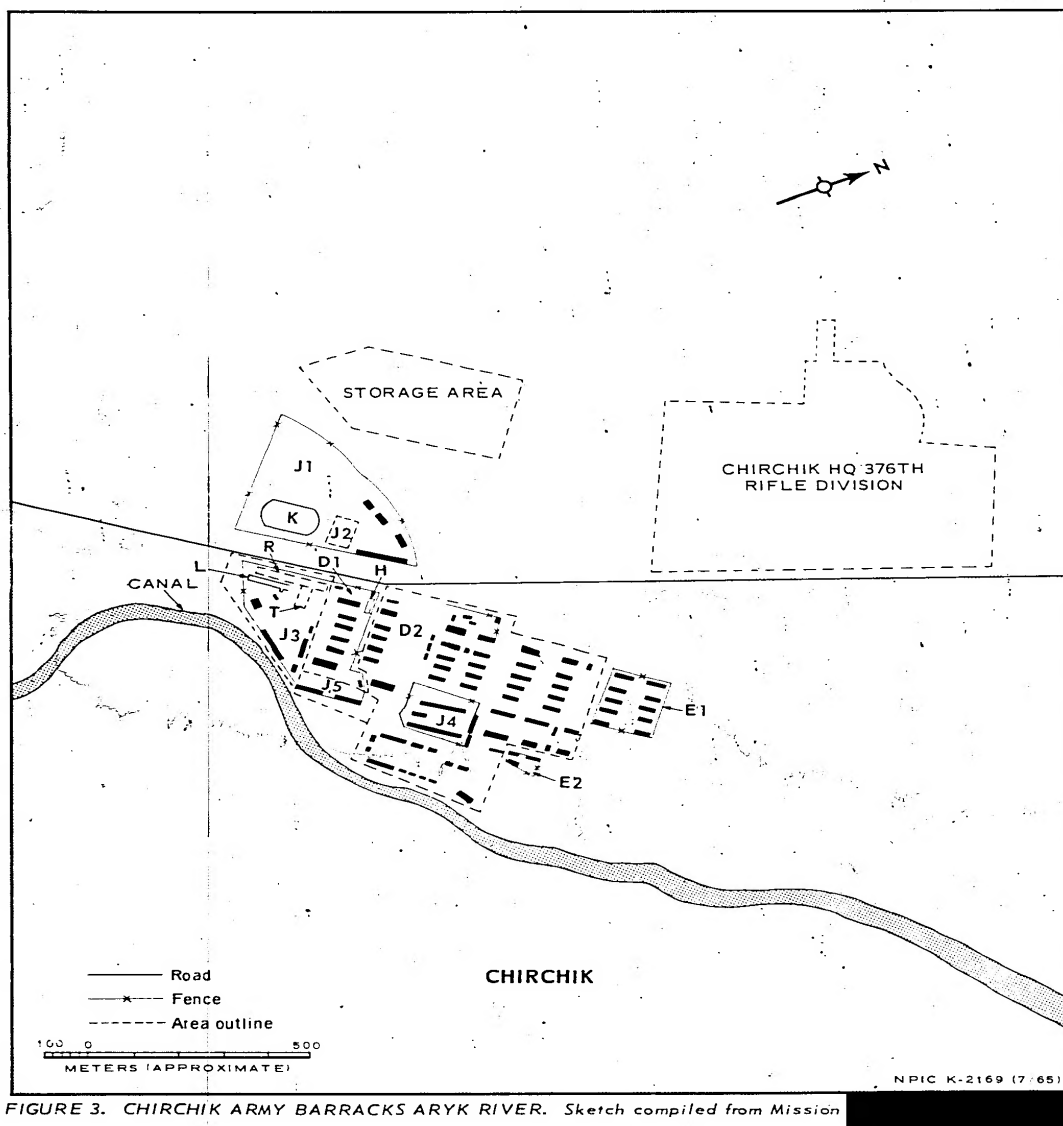 N
STORAGE AREA
CHIRCHIK HQ 376TH
RIFLE DIVISION
J1
K
J2
R
D1
H
L
CANAL
T
D2
J3
J5
J4
E1
E2
CHIRCHIK
Road
Fence
Area outline
100 0 500
METERS (APPROXIMATE)
NPIC K-2169 (7/65)
FIGURE 3. CHIRCHIK ARMY BARRACKS ARYK RIVER. Sketch compiled from Mission